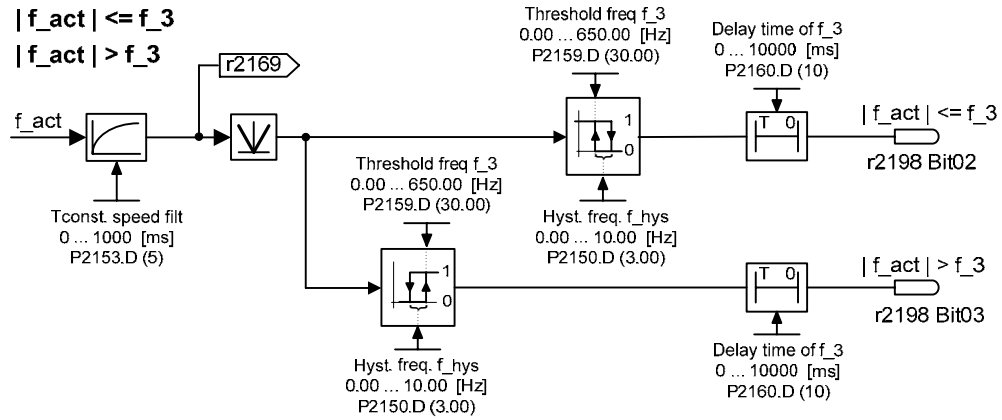 | f_act | <= f_3
| f_act | > f_3
r2169
f_act
Tconst. speed filt
0 ... 1000 [ms]
P2153.D (5)
Threshold freq f_3
0.00 ... 650.00 [Hz]
P2159.D (30.00)
1
0
Hyst. freq. f_hys
0.00 ... 10.00 [Hz]
P2150.D (3.00)
Delay time of f_3
0 ... 10000 [ms]
P2160.D (10)
T 0
| f_act | <= f_3
r2198 Bit02
Threshold freq f_3
0.00 ... 650.00 [Hz]
P2159.D (30.00)
1
0
Hyst. freq. f_hys
0.00 ... 10.00 [Hz]
P2150.D (3.00)
T 0
Delay time of f_3
0 ... 10000 [ms]
P2160.D (10)
| f_act | > f_3
r2198 Bit03